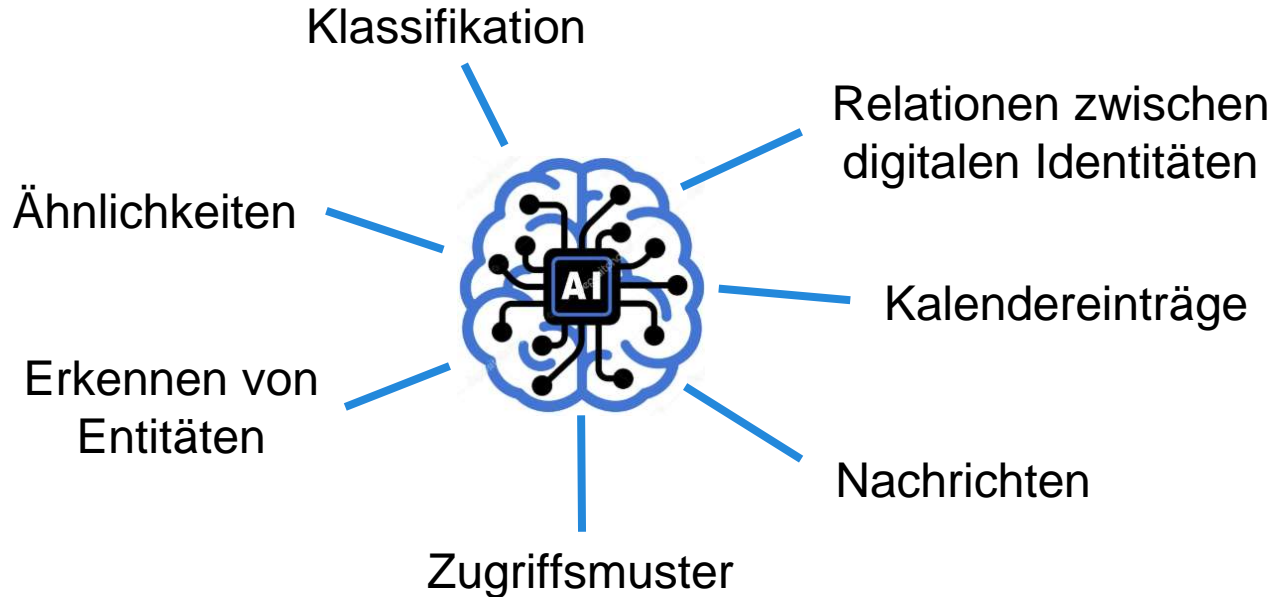 Klassifikation
Relationen zwischen
digitalen Identitäten
Ähnlichkeiten
AI
Kalendereinträge
Erkennen von
Entitäten
Nachrichten
Zugriffsmuster